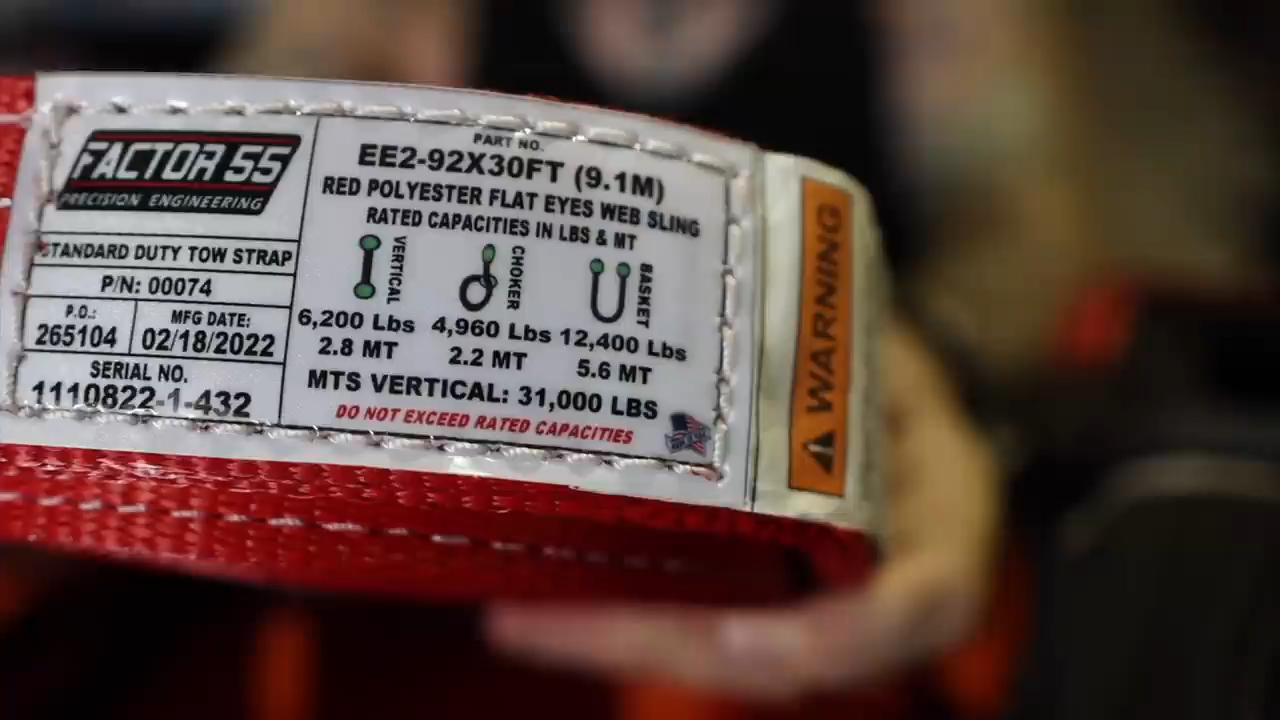 FACTOR 55
PRECISION ENGINEERING
STANDARD DUTY TOW STRAP
P/N: 00074
P.O.:
265104
MFG DATE:
02/18/2022
SERIAL NO.
1110822-1-432
PART NO.
EE2-92X30FT (9.1M)
RED POLYESTER FLAT EYES WEB SLING
RATED CAPACITIES IN LBS & MT
VERTICAL
CHOKER
BASKET
6,200 Lbs 4,960 Lbs 12,400 Lbs
2.8 MT 2.2 MT 5.6 MT
MTS VERTICAL: 31,000 LBS
DO NOT EXCEED RATED CAPACITIES
WARNING